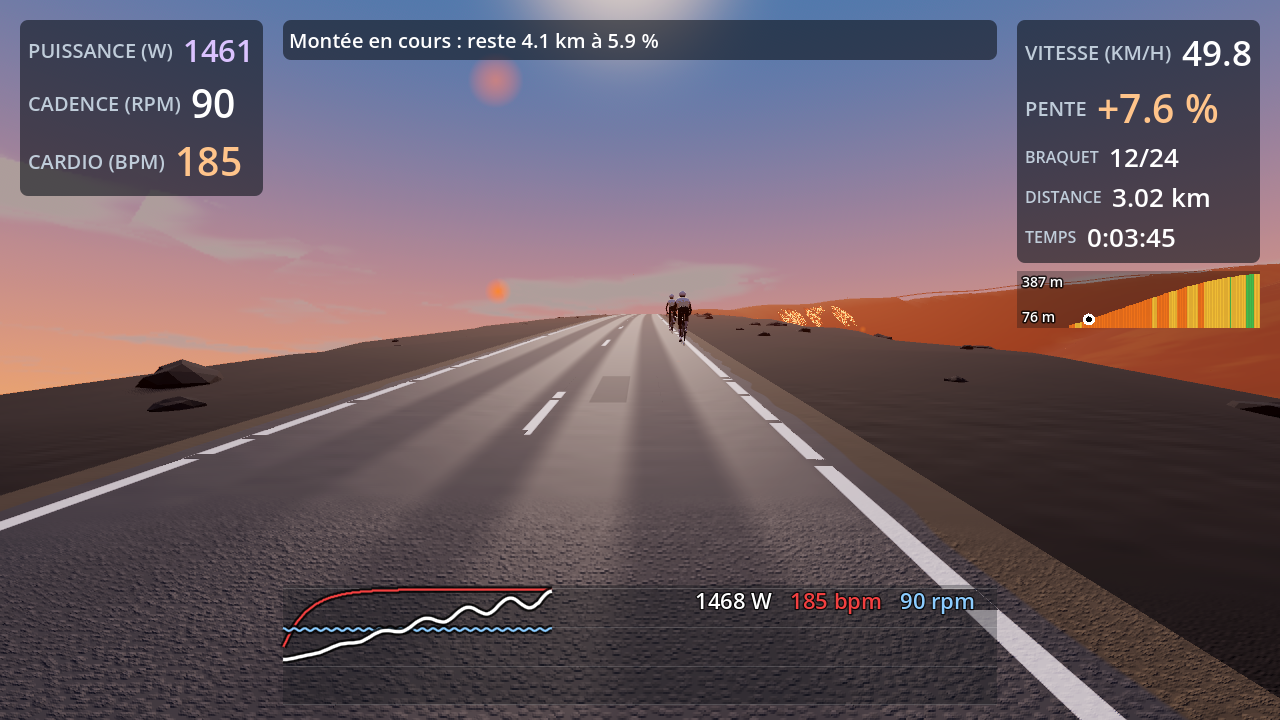 PUISSANCE (W) 1461
CADENCE (RPM) 90
CARDIO (BPM) 185
Montée en cours : reste 4.1 km à 5.9 %
VITESSE (KM/H) 49.8
PENTE +7.6 %
BRAQUET 12/24
DISTANCE 3.02 km
TEMPS 0:03:45
387 m
76 m
1468 W 185 bpm 90 rpm